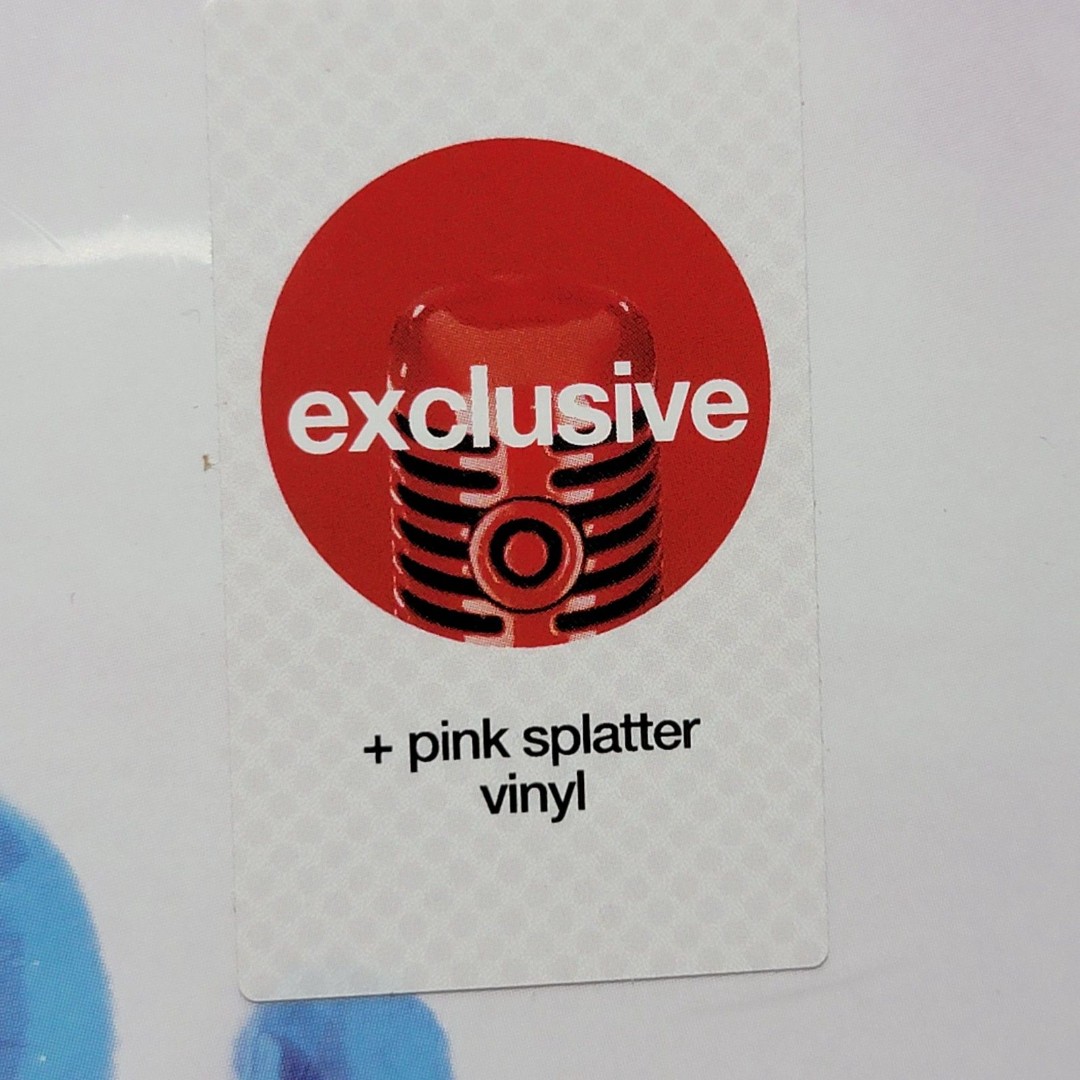 exclusive
+ pink splatter
vinyl